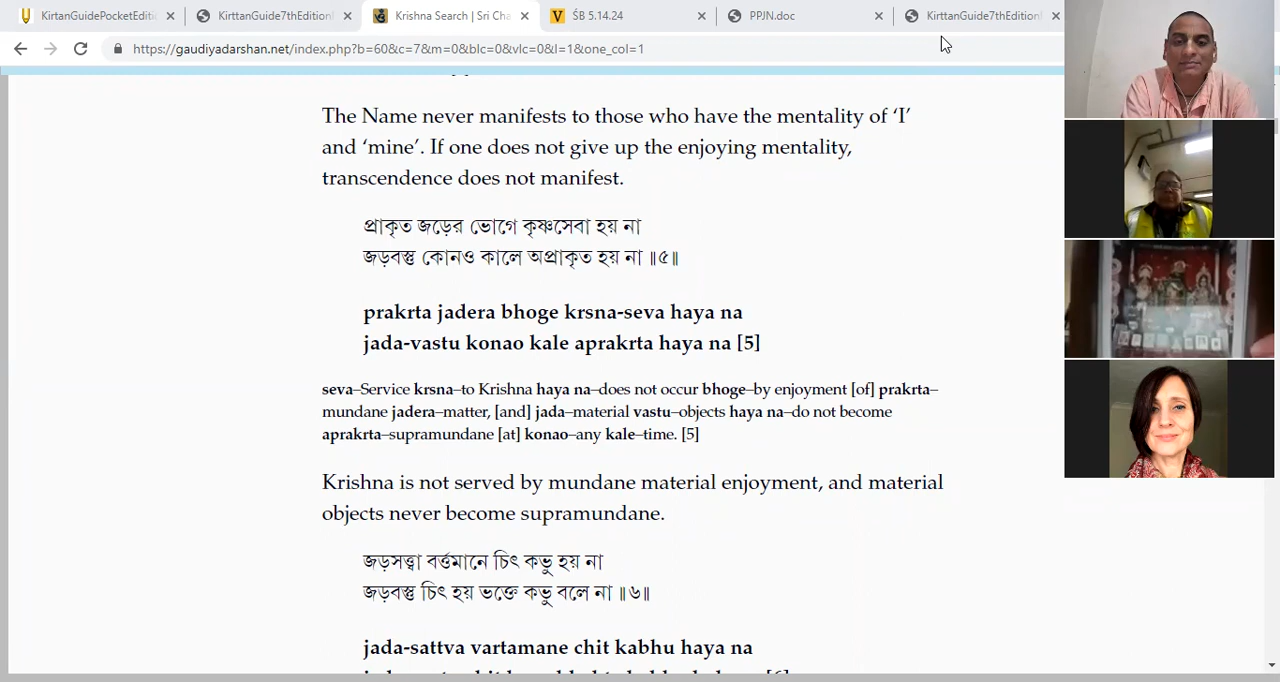 KirtanGuidePocketEditi
KirttanGuide7thEdition
Krishna Search | Sri Cha
ŚB 5.14.24
PPJN.doc
KirttanGuide7thEdition
https://gaudiyadarshan.net/index.php?b=60&c=7&m=0&blc=0&vlc=0&l=1&one_col=1
The Name never manifests to those who have the mentality of ‘I’
and ‘mine’. If one does not give up the enjoying mentality,
transcendence does not manifest.
প্রাকৃত জড়ের ভোগে কৃষ্ণসেবা হয় না
জড়বস্তু কোনও কালে অপ্রাকৃত হয় না ॥৫॥
prakrta jadera bhoge krsna-seva haya na
jada-vastu konao kale aprakrta haya na [5]
seva–Service krsna–to Krishna haya na–does not occur bhoge–by enjoyment [of] prakrta–
mundane jadera–matter, [and] jada–material vastu–objects haya na–do not become
aprakrta–supramundane [at] konao–any kale–time. [5]
Krishna is not served by mundane material enjoyment, and material
objects never become supramundane.
জড়সত্ত্বা বর্ত্তমানে চিৎ কভু হয় না
জড়বস্তু চিৎ হয় ভক্তে কভু বলে না ॥৬॥
jada-sattva vartamane chit kabhu haya na